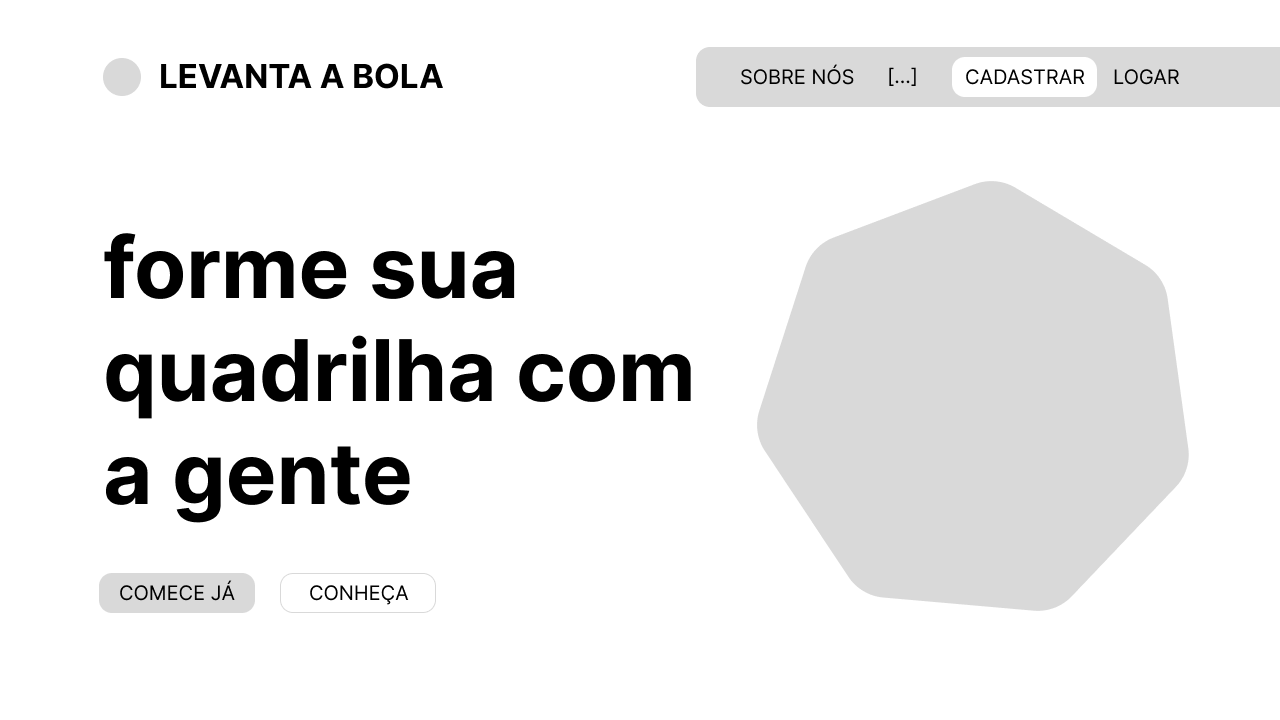 LEVANTA A BOLA
SOBRE NÓS [...] CADASTRAR LOGAR
forme sua
quadrilha com
a gente
COMECE JÁ CONHEÇA